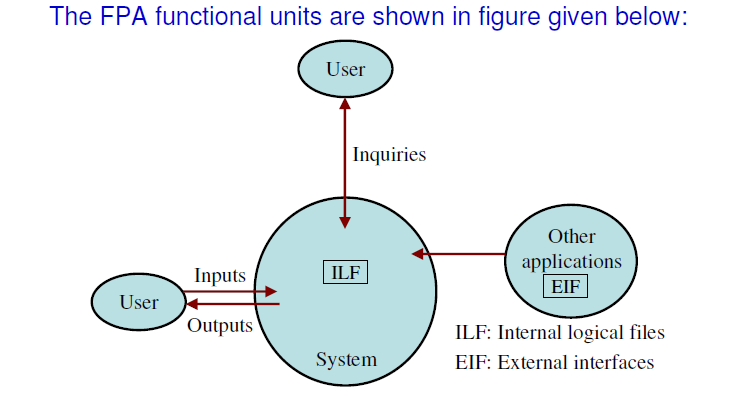 The FPA functional units are shown in figure given below:
User
Inquiries
Other
applications
EIF
ILF
Inputs
User
Outputs
System
ILF: Internal logical files
EIF: External interfaces